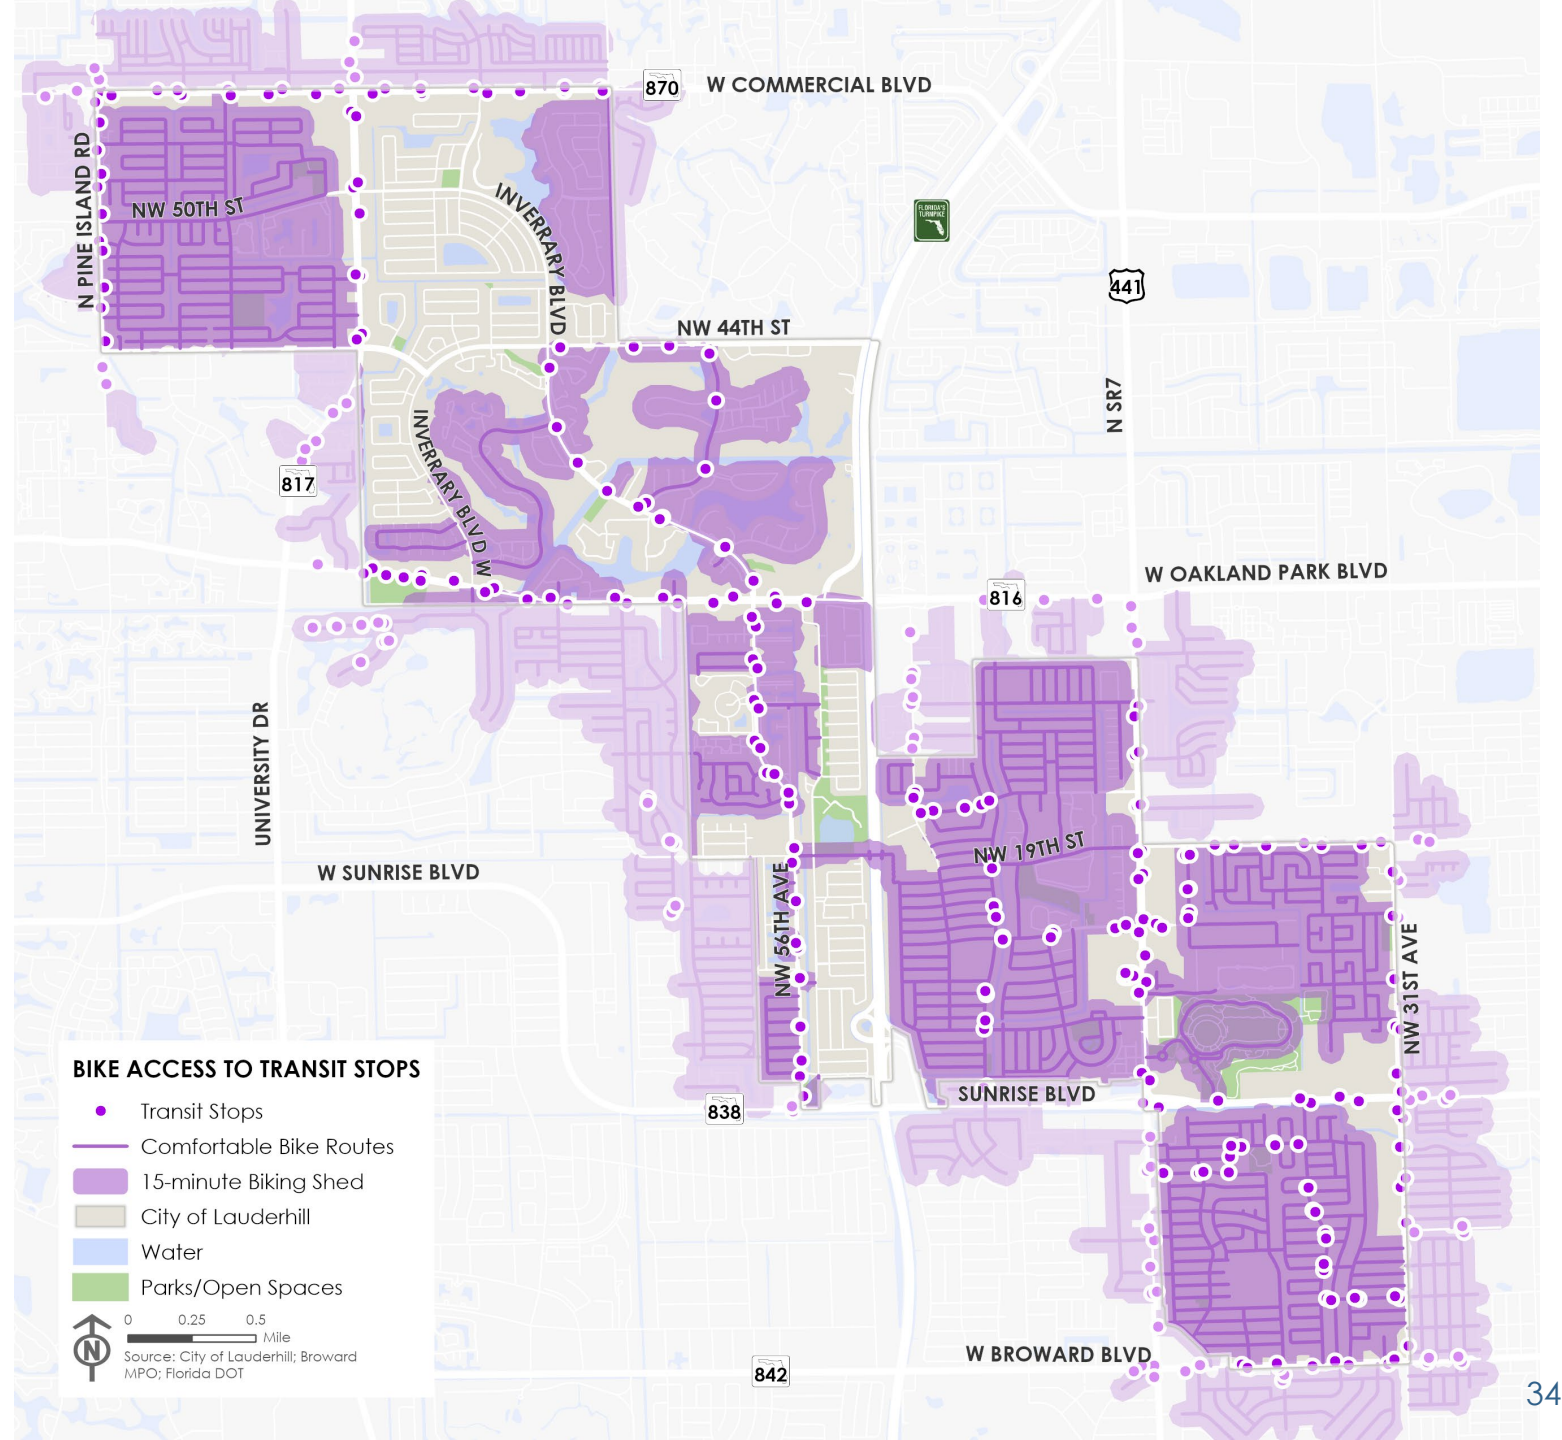 870
W COMMERCIAL BLVD
N PINE ISLAND RD
NW 50TH ST
INVERRARY BLVD
FLORIDA'S
TURNPIKE
441
NW 44TH ST
N SR7
INVERRARY BLVD W
817
W OAKLAND PARK BLVD
816
UNIVERSITY DR
NW 19TH ST
W SUNRISE BLVD
NW 56TH AVE
NW 31ST AVE
SUNRISE BLVD
838
W BROWARD BLVD
842
BIKE ACCESS TO TRANSIT STOPS
Transit Stops
Comfortable Bike Routes
15-minute Biking Shed
City of Lauderhill
Water
Parks/Open Spaces
N
0 0.25 0.5
Mile
Source: City of Lauderhill; Broward
MPO; Florida DOT
34